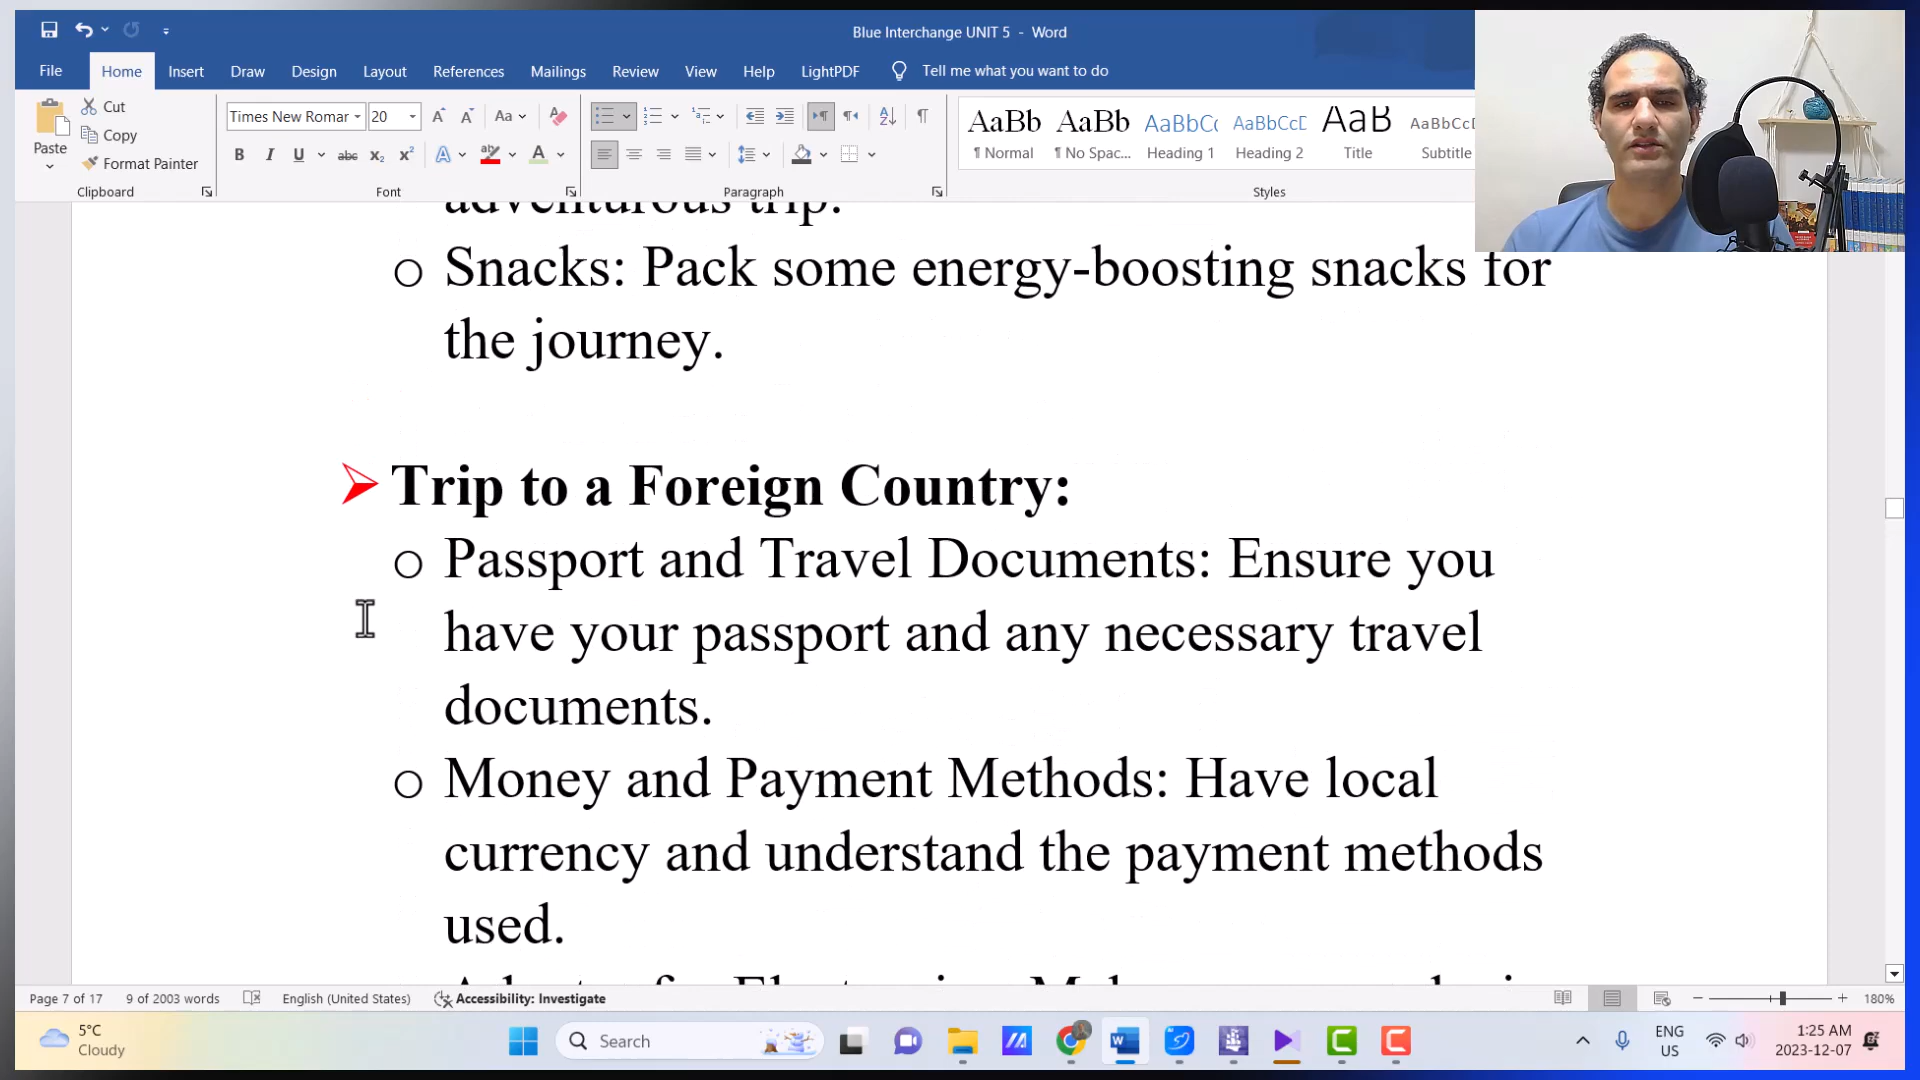 Blue Interchange UNIT 5 - Word
File Home Insert Draw Design Layout References Mailings Review View Help LightPDF Tell me what you want to do
Paste
Cut
Copy
Format Painter
Clipboard
Times New Romar 20
Font
Paragraph
AaBb AaBb AaBbCc AaBbCcD AaB AaBbCcD
¶ Normal ¶ No Spac... Heading 1 Heading 2 Title Subtitle
Styles
adventurous trip.
o Snacks: Pack some energy-boosting snacks for
the journey.
Trip to a Foreign Country:
o Passport and Travel Documents: Ensure you
have your passport and any necessary travel
documents.
o Money and Payment Methods: Have local
currency and understand the payment methods
used.
Page 7 of 17 9 of 2003 words English (United States) Accessibility: Investigate 180%
5°C
Cloudy
Search
ENG
US
1:25 AM
2023-12-07